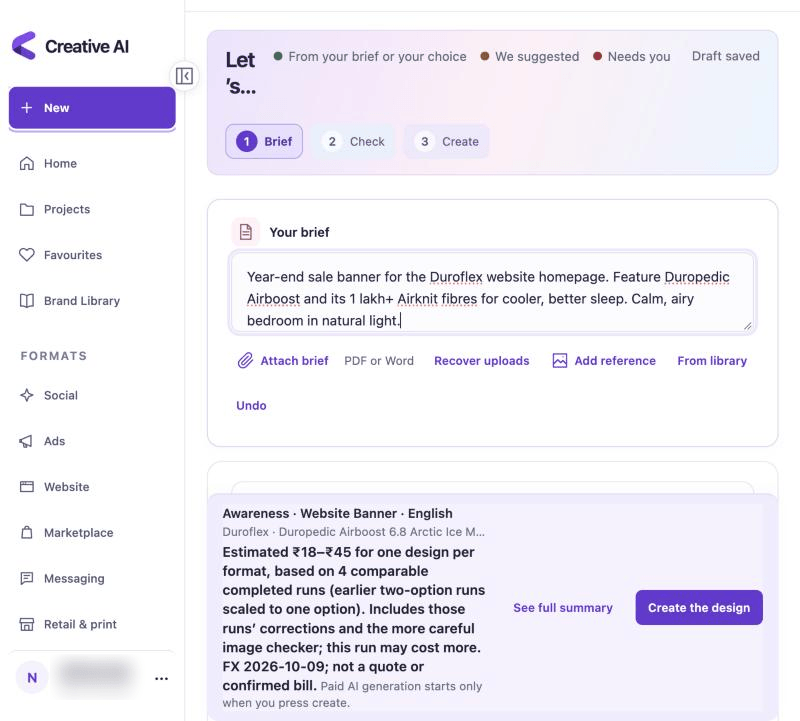 Creative AI
New
Home
Projects
Favourites
Brand Library
FORMATS
Social
Ads
Website
Marketplace
Messaging
Retail & print
N
Let
's...
From your brief or your choice
We suggested
Needs you
Draft saved
1 Brief
2 Check
3 Create
Your brief
Year-end sale banner for the Duroflex website homepage. Feature Duropedic
Airboost and its 1 lakh+ Airknit fibres for cooler, better sleep. Calm, airy
bedroom in natural light.
Attach brief
PDF or Word
Recover uploads
Add reference
From library
Undo
Awareness · Website Banner · English
Duroflex · Duropedic Airboost 6.8 Arctic Ice M...
Estimated ₹18–₹45 for one design per
format, based on 4 comparable
completed runs (earlier two-option runs
scaled to one option). Includes those
runs’ corrections and the more careful
image checker; this run may cost more.
FX 2026-10-09; not a quote or
confirmed bill. Paid AI generation starts only
when you press create.
See full summary
Create the design